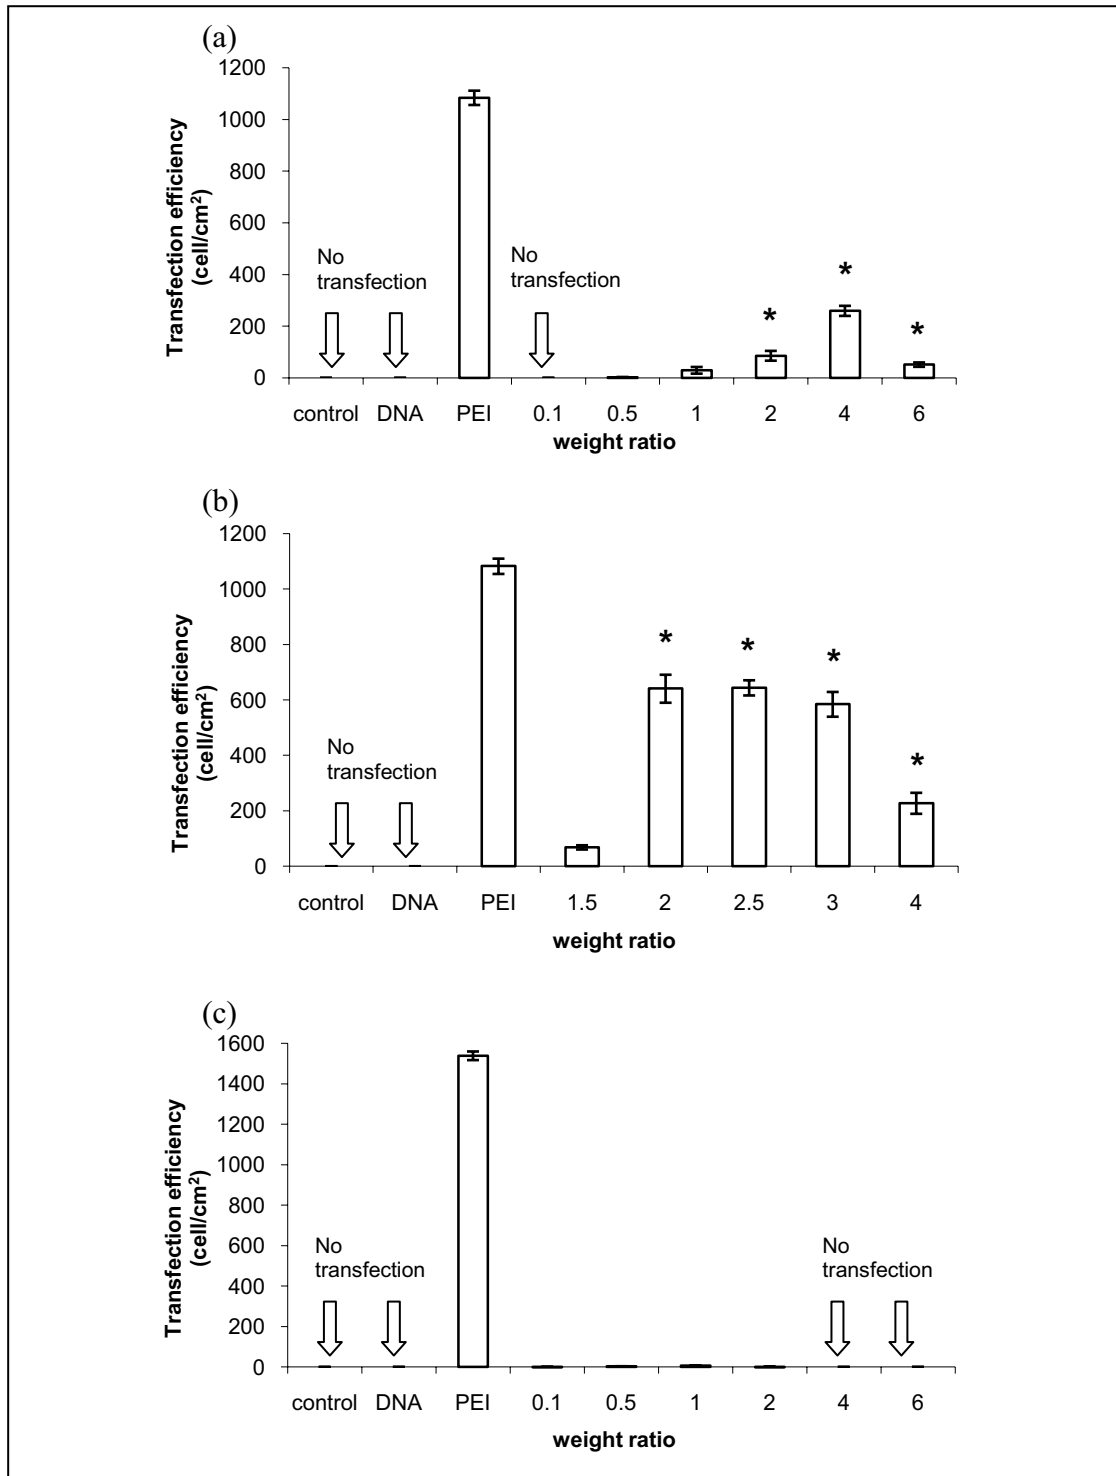 (a)
1200
1000
800
600
400
200
0
Transfection efficiency
(cell/cm²)
No
transfection
No
transfection
*
*
*
control DNA PEI 0.1 0.5 1 2 4 6
weight ratio
(b)
1200
1000
800
600
400
200
0
Transfection efficiency
(cell/cm²)
No
transfection
*
*
*
*
control DNA PEI 1.5 2 2.5 3 4
weight ratio
(c)
1600
1400
1200
1000
800
600
400
200
0
Transfection efficiency
(cell/cm²)
No
transfection
No
transfection
control DNA PEI 0.1 0.5 1 2 4 6
weight ratio